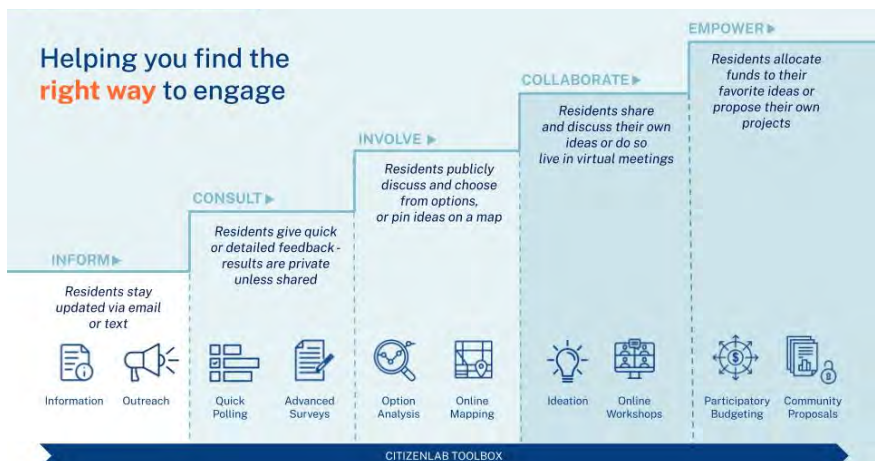 Helping you find the
right way to engage
INFORM
Residents stay
updated via email
or text
Information
Outreach
CONSULT
Residents give quick
or detailed feedback -
results are private
unless shared
Quick
Polling
Advanced
Surveys
INVOLVE
Residents publicly
discuss and choose
from options,
or pin ideas on a map
Option
Analysis
Online
Mapping
COLLABORATE
Residents share
and discuss their own
ideas or do so
live in virtual meetings
Ideation
Online
Workshops
EMPOWER
Residents allocate
funds to their
favorite ideas or
propose their own
projects
Participatory
Budgeting
Community
Proposals
CITIZENLAB TOOLBOX